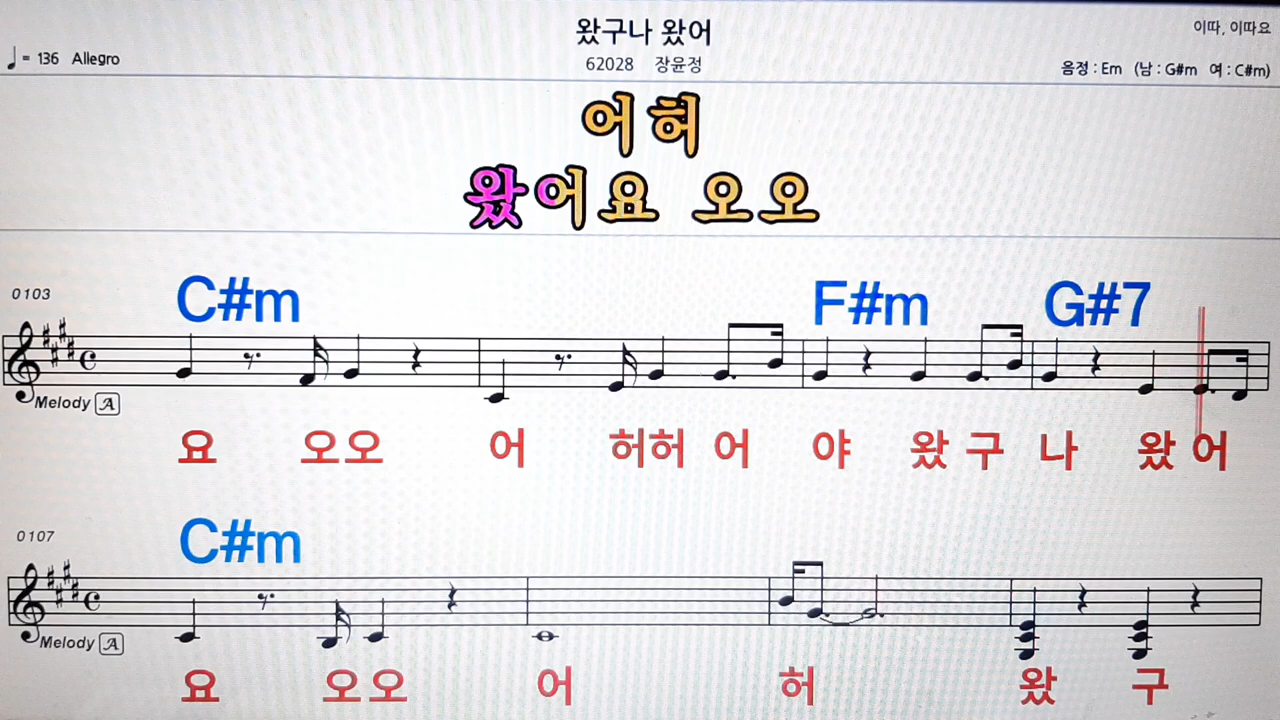 왔구나 왔어
이따, 이따요
♩ = 136 Allegro
62028 장윤정
음정 : Em (남 : G#m 여 : C#m)
어허
왔어요 오오
0103
C#m F#m G#7
Melody A
요 오오 어 허허 어 야 왔 구 나 왔 어
0107
C#m
Melody A
요 오오 어 허 왔 구